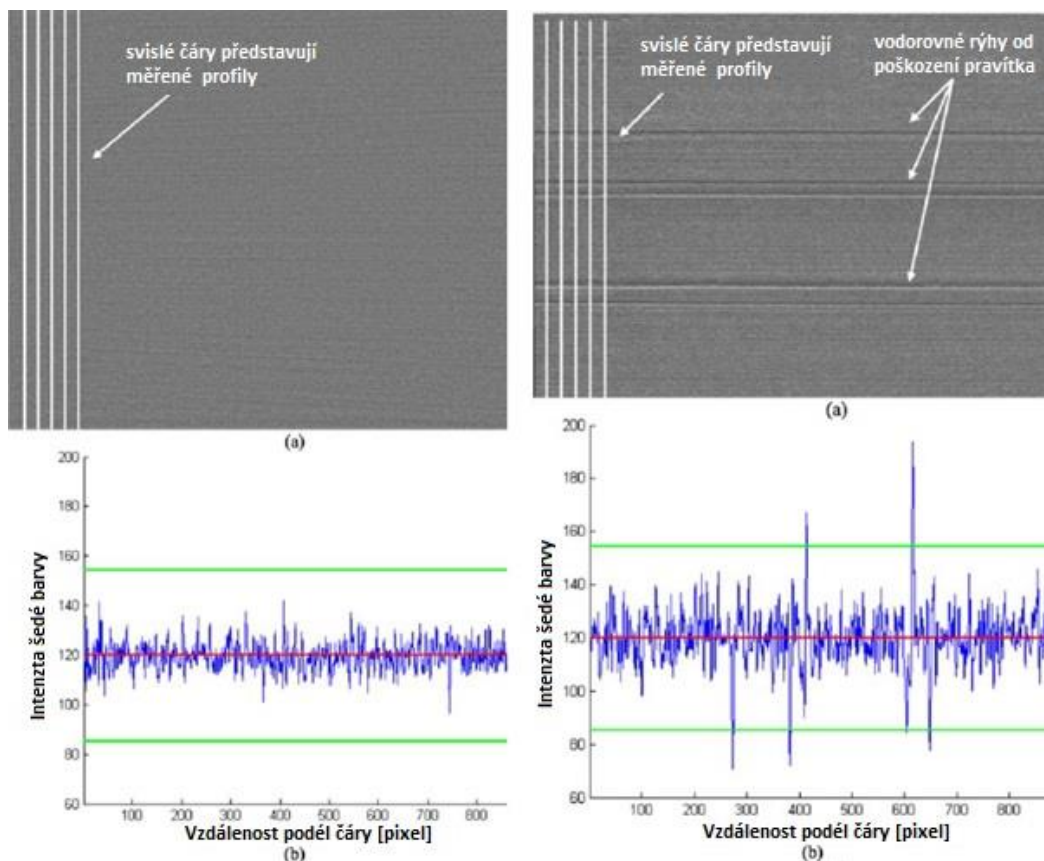 svislé čáry představují
měřené profily
(a)
200
180
160
140
120
100
80
60
Intenzta šedé barvy
100 200 300 400 500 600 700 800
Vzdálenost podél čáry [pixel]
(b)
svislé čáry představují
měřené profily
vodorovné rýhy od
poškození pravítka
(a)
200
180
160
140
120
100
80
60
Intenzta šedé barvy
100 200 300 400 500 600 700 800
Vzdálenost podél čáry [pixel]
(b)